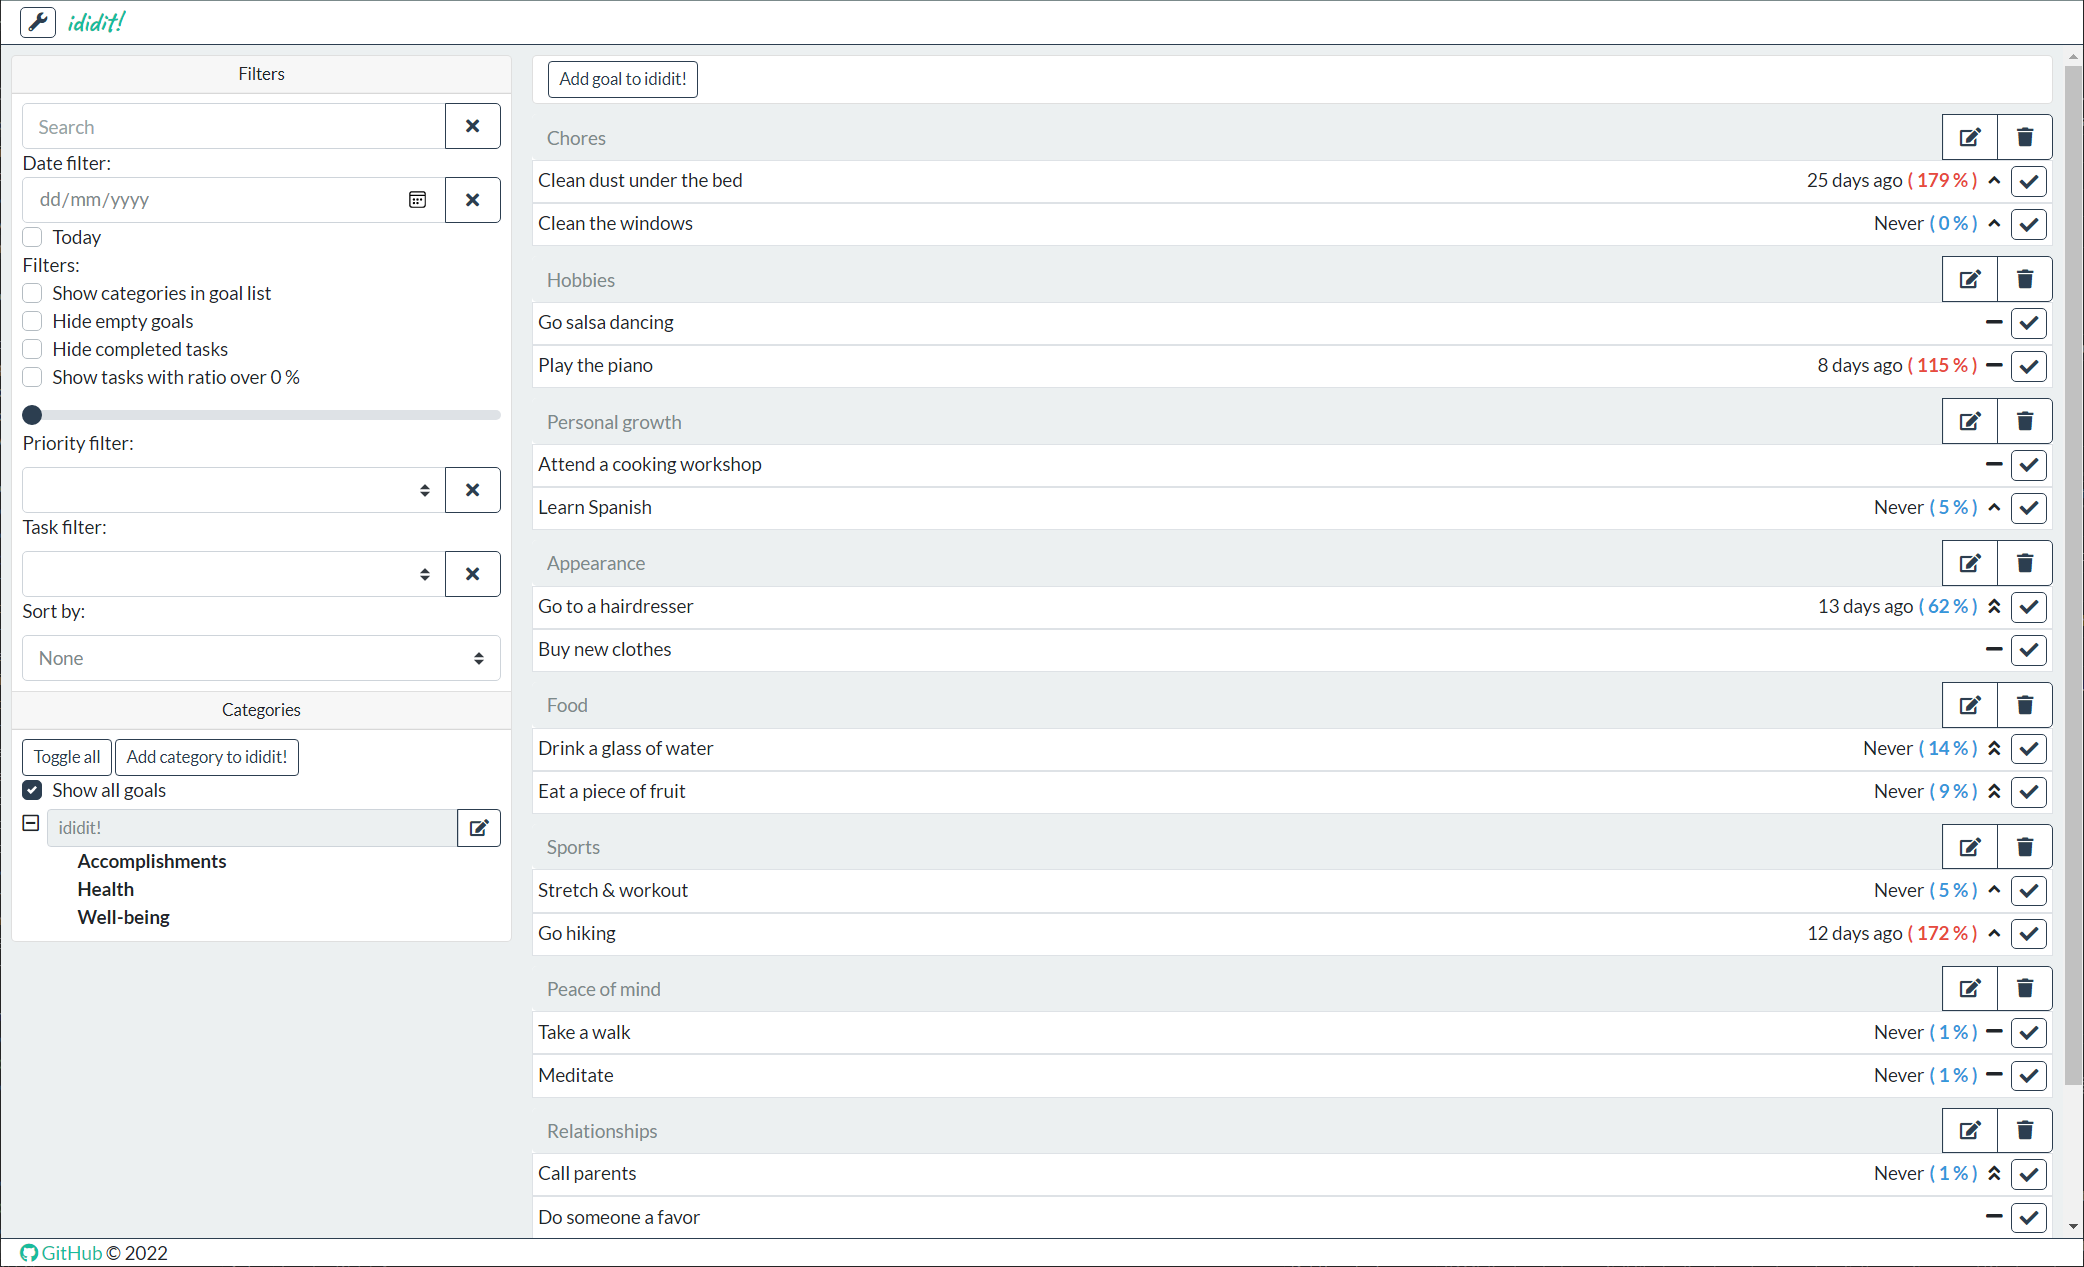 ididit!
Filters
Search
Date filter:
dd/mm/yyyy
Today
Filters:
Show categories in goal list
Hide empty goals
Hide completed tasks
Show tasks with ratio over 0 %
Priority filter:
Task filter:
Sort by:
None
Categories
Toggle all Add category to ididit!
Show all goals
ididit!
Accomplishments
Health
Well-being
Add goal to ididit!
Chores
Clean dust under the bed 25 days ago ( 179 % )
Clean the windows Never ( 0 % )
Hobbies
Go salsa dancing
Play the piano 8 days ago ( 115 % )
Personal growth
Attend a cooking workshop
Learn Spanish Never ( 5 % )
Appearance
Go to a hairdresser 13 days ago ( 62 % )
Buy new clothes
Food
Drink a glass of water Never ( 14 % )
Eat a piece of fruit Never ( 9 % )
Sports
Stretch & workout Never ( 5 % )
Go hiking 12 days ago ( 172 % )
Peace of mind
Take a walk Never ( 1 % )
Meditate Never ( 1 % )
Relationships
Call parents Never ( 1 % )
Do someone a favor
GitHub © 2022